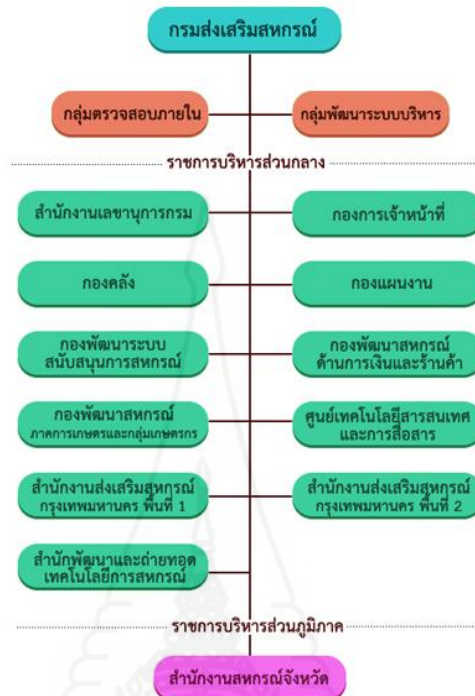 กรมส่งเสริมสหกรณ์
กลุ่มตรวจสอบภายใน
กลุ่มพัฒนาระบบบริหาร
ราชการบริหารส่วนกลาง
สำนักงานเลขานุการกรม
กองการเจ้าหน้าที่
กองคลัง
กองแผนงาน
กองพัฒนาระบบ
สนับสนุนการสหกรณ์
กองพัฒนาสหกรณ์
ด้านการเงินและร้านค้า
กองพัฒนาสหกรณ์
ภาคการเกษตรและกลุ่มเกษตรกร
ศูนย์เทคโนโลยีสารสนเทศ
และการสื่อสาร
สำนักงานส่งเสริมสหกรณ์
กรุงเทพมหานคร พื้นที่ 1
สำนักงานส่งเสริมสหกรณ์
กรุงเทพมหานคร พื้นที่ 2
สำนักพัฒนาและถ่ายทอด
เทคโนโลยีการสหกรณ์
ราชการบริหารส่วนภูมิภาค
สำนักงานสหกรณ์จังหวัด